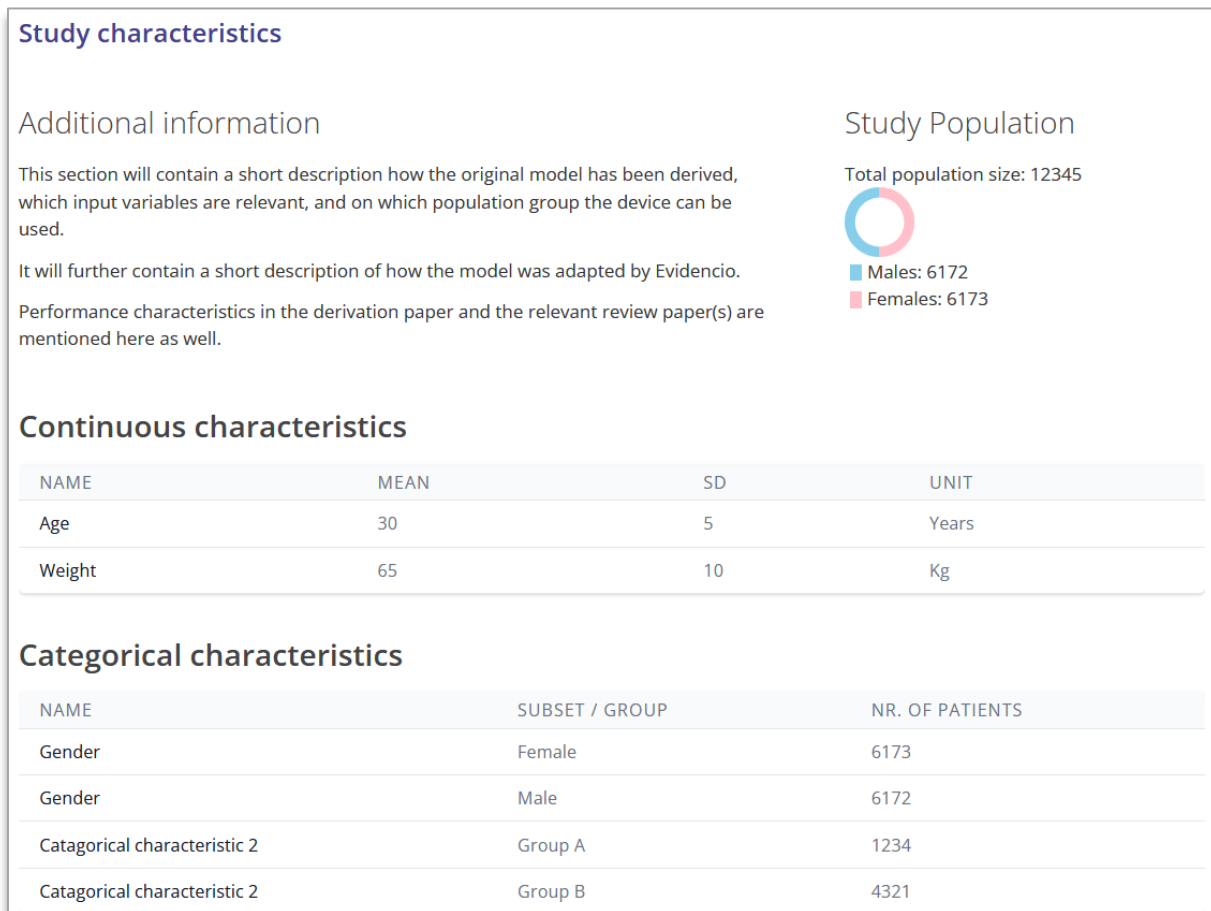 Study characteristics
Additional information
This section will contain a short description how the original model has been derived,
which input variables are relevant, and on which population group the device can be
used.
It will further contain a short description of how the model was adapted by Evidencio.
Performance characteristics in the derivation paper and the relevant review paper(s) are
mentioned here as well.
Study Population
Total population size: 12345
Males: 6172
Females: 6173
Continuous characteristics
NAME MEAN SD UNIT
Age 30 5 Years
Weight 65 10 Kg
Categorical characteristics
NAME SUBSET / GROUP NR. OF PATIENTS
Gender Female 6173
Gender Male 6172
Catagorical characteristic 2 Group A 1234
Catagorical characteristic 2 Group B 4321